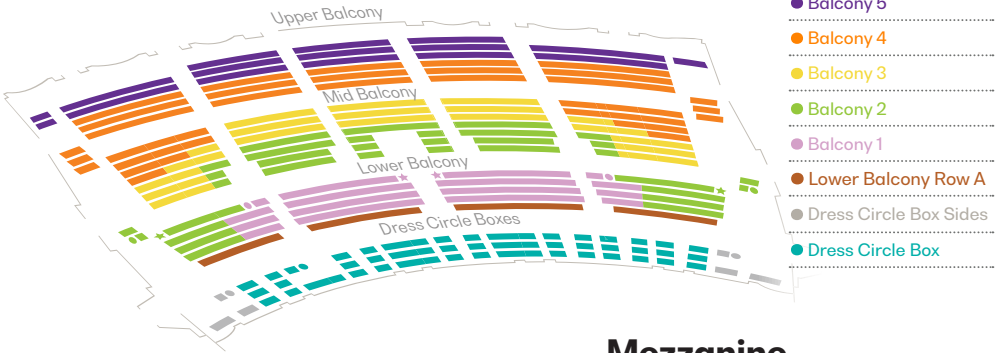 Upper Balcony
Mid Balcony
Lower Balcony
Dress Circle Boxes
Balcony 5
Balcony 4
Balcony 3
Balcony 2
Balcony 1
Lower Balcony Row A
Dress Circle Box Sides
Dress Circle Box
Mezzanine